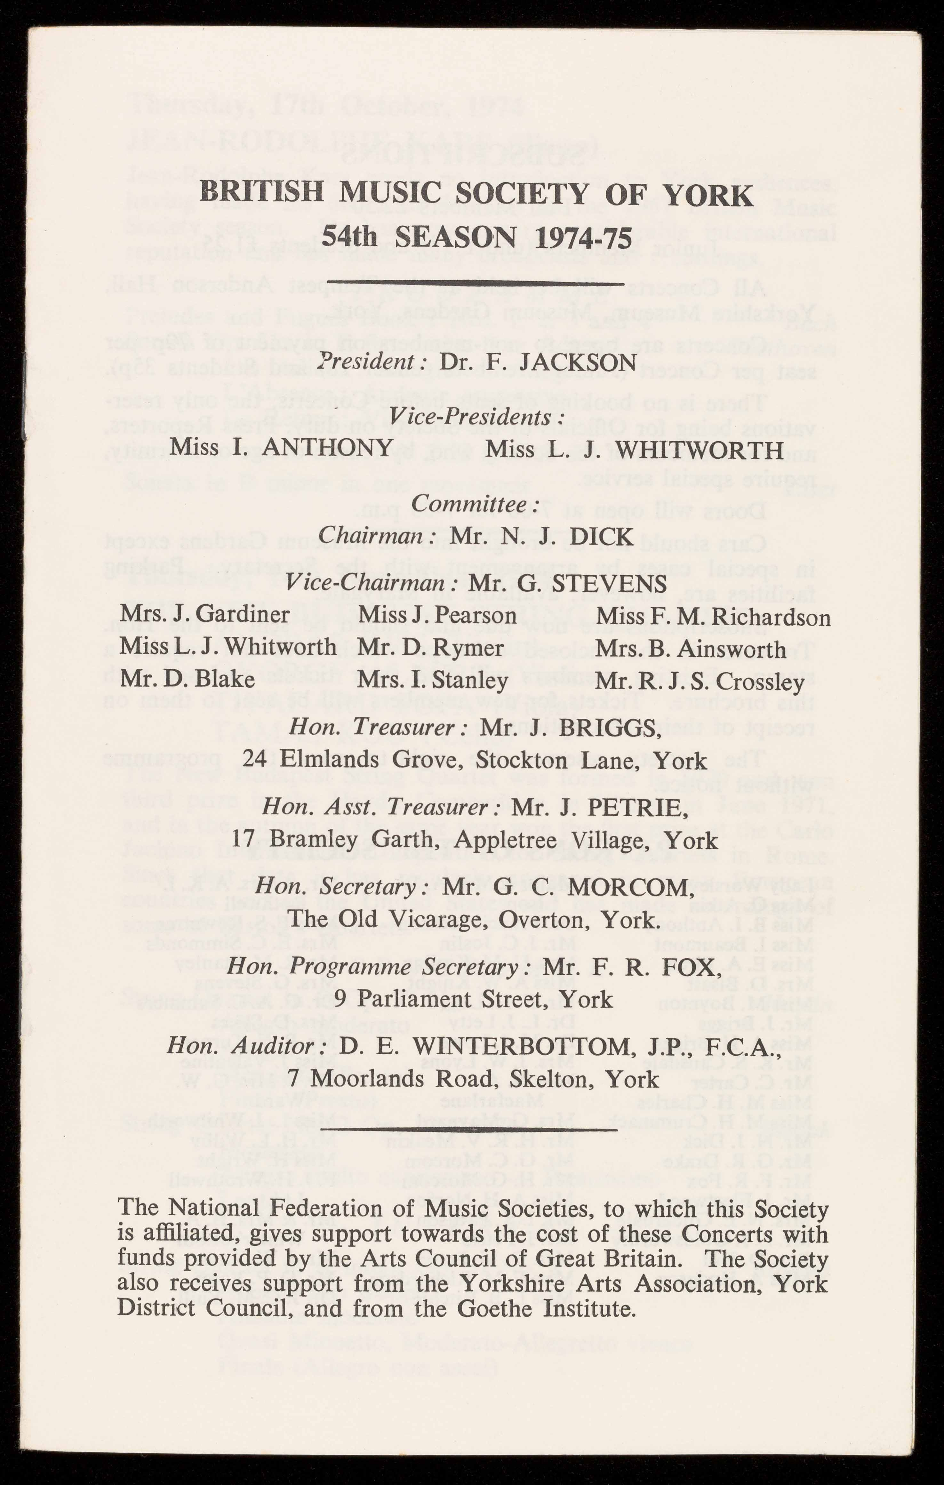 BRITISH MUSIC SOCIETY OF YORK
54th SEASON 1974-75
President : Dr. F. JACKSON
Vice-Presidents :
Miss I. ANTHONY Miss L. J. WHITWORTH
Committee :
Chairman : Mr. N. J. DICK
Vice-Chairman : Mr. G. STEVENS
Mrs. J. Gardiner Miss J. Pearson Miss F. M. Richardson
Miss L. J. Whitworth Mr. D. Rymer Mrs. B. Ainsworth
Mr. D. Blake Mrs. I. Stanley Mr. R. J. S. Crossley
Hon. Treasurer : Mr. J. BRIGGS,
24 Elmlands Grove, Stockton Lane, York
Hon. Asst. Treasurer : Mr. J. PETRIE,
17 Bramley Garth, Appletree Village, York
Hon. Secretary : Mr. G. C. MORCOM,
The Old Vicarage, Overton, York.
Hon. Programme Secretary : Mr. F. R. FOX,
9 Parliament Street, York
Hon. Auditor : D. E. WINTERBOTTOM, J.P., F.C.A.,
7 Moorlands Road, Skelton, York
The National Federation of Music Societies, to which this Society
is affiliated, gives support towards the cost of these Concerts with
funds provided by the Arts Council of Great Britain. The Society
also receives support from the Yorkshire Arts Association, York
District Council, and from the Goethe Institute.